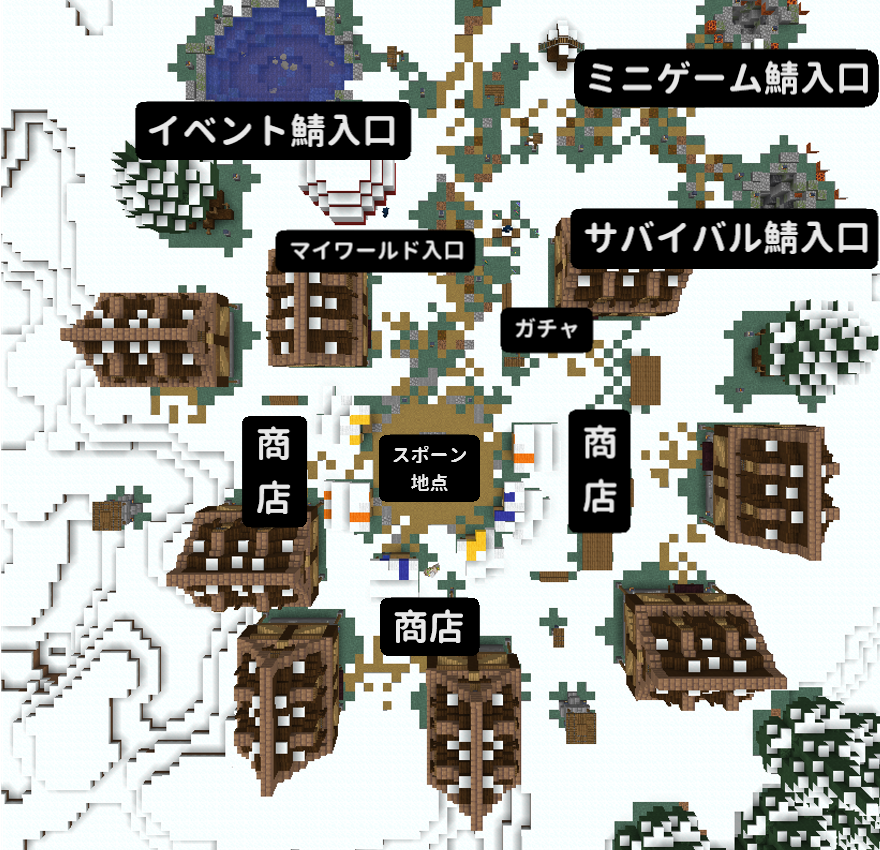 ミニゲーム鯖入口
イベント鯖入口
サバイバル鯖入口
マイワールド入口
ガチャ
商
店
スポーン
地点
商
店
商店